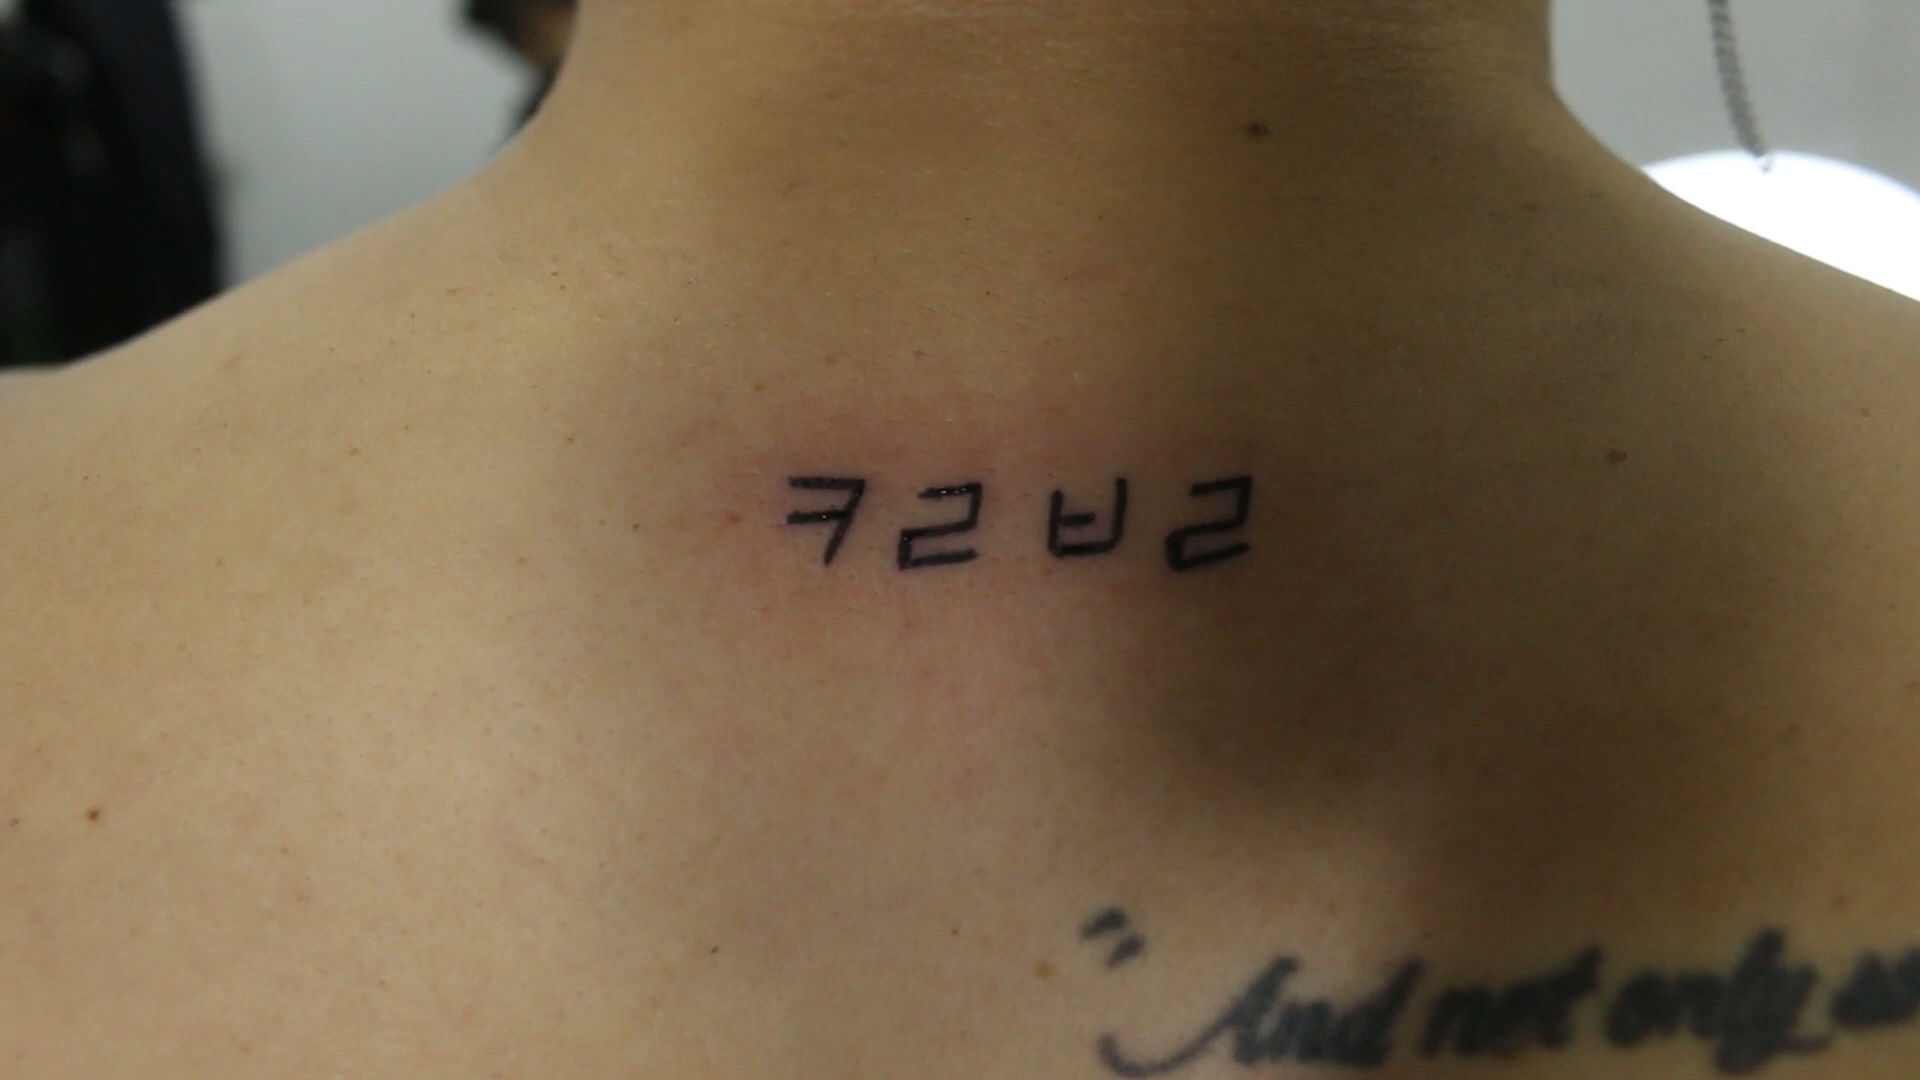 ㅋㄹㅂㄹ
"And not only